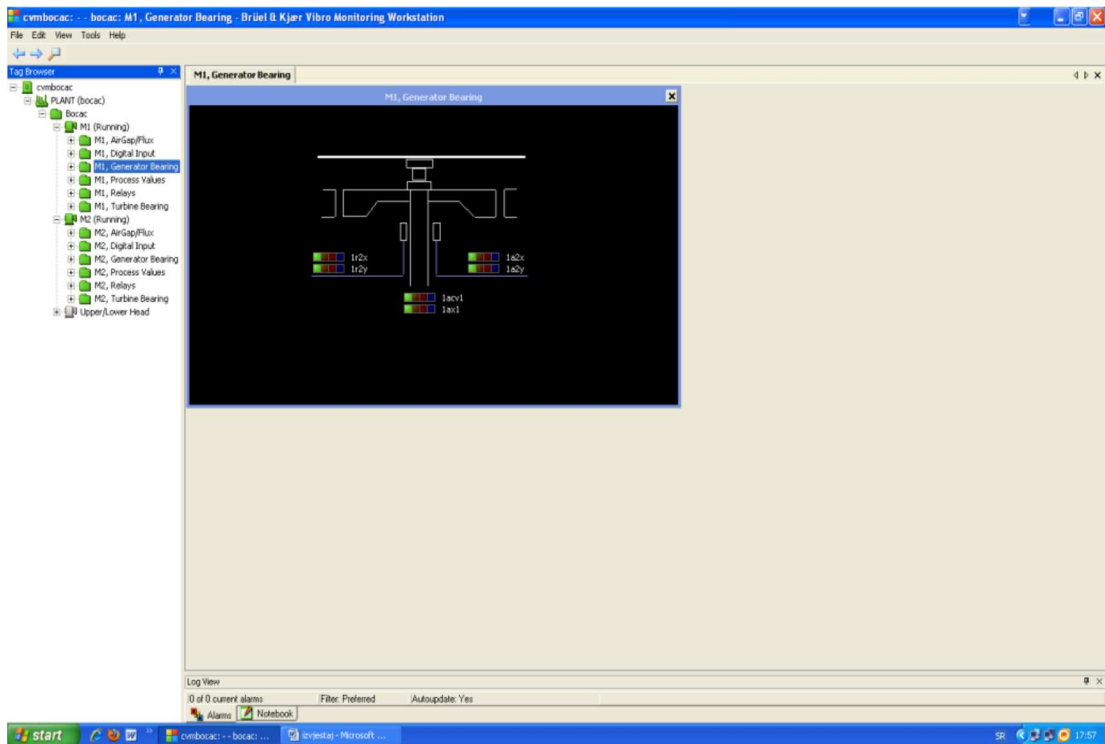 cvmbocac: - - bocac: M1, Generator Bearing - Brüel & Kjær Vibro Monitoring Workstation
File Edit View Tools Help
Tag Browser
cvmbocac
PLANT (bocac)
Bocac
M1 (Running)
M1, AirGap/Flux
M1, Digital Input
M1, Generator Bearing
M1, Process Values
M1, Relays
M1, Turbine Bearing
M2 (Running)
M2, AirGap/Flux
M2, Digital Input
M2, Generator Bearing
M2, Process Values
M2, Relays
M2, Turbine Bearing
Upper/Lower Head
M1, Generator Bearing
M1, Generator Bearing
1r2x 1a2x
1r2y 1a2y
1acv1
1ax1
Log View
0 of 0 current alarms Filter: Preferred Autoupdate: Yes
Alarms Notebook
start cvmbocac: - - bocac: ... izvjestaj - Microsoft ... SR 17:57